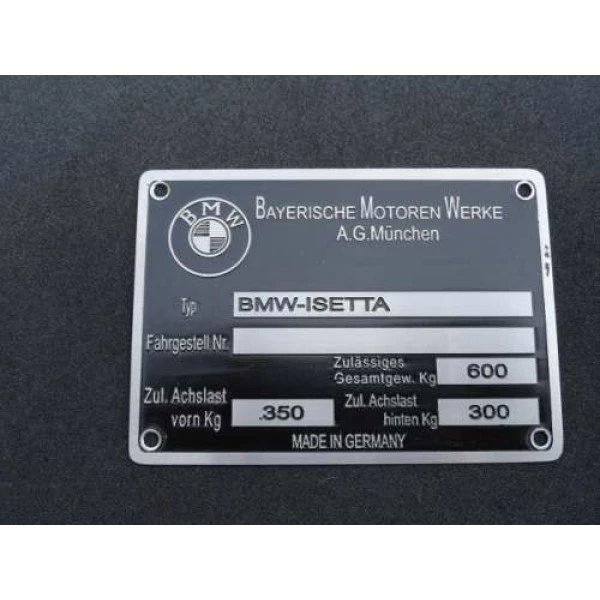 BMW
BAYERISCHE MOTOREN WERKE
A.G.München
Typ BMW-ISETTA
Fahrgestell Nr.
Zulässiges
Gesamtgew. Kg 600
Zul. Achslast
vorn Kg .350
Zul. Achslast
hinten Kg 300
MADE IN GERMANY